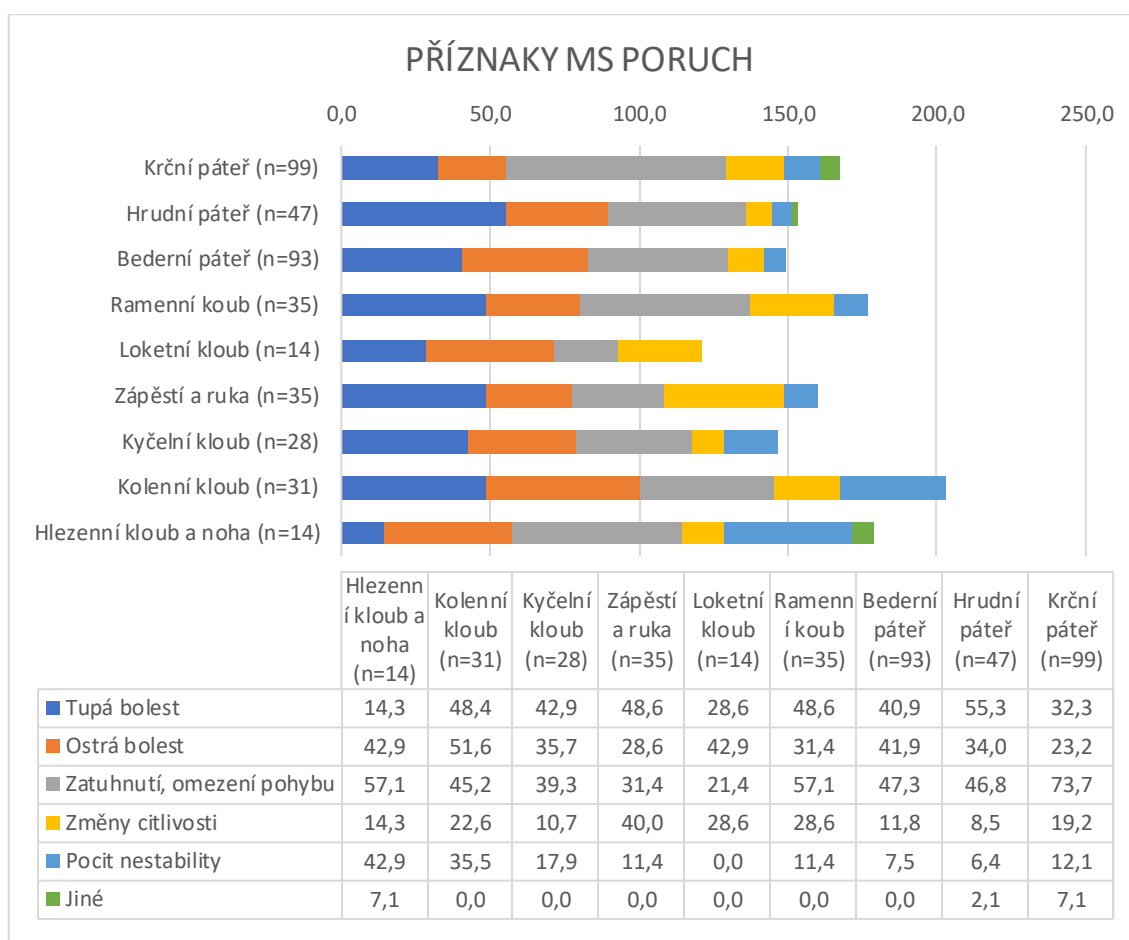 PŘÍZNAKY MS PORUCH
0,0 50,0 100,0 150,0 200,0 250,0
Krční páteř (n=99)
Hrudní páteř (n=47)
Bederní páteř (n=93)
Ramenní koub (n=35)
Loketní kloub (n=14)
Zápěstí a ruka (n=35)
Kyčelní kloub (n=28)
Kolenní kloub (n=31)
Hlezenní kloub a noha (n=14)
Hlezenn
í kloub a
noha
(n=14)
Kolenní
kloub
(n=31)
Kyčelní
kloub
(n=28)
Zápěstí
a ruka
(n=35)
Loketní
kloub
(n=14)
Ramenn
í koub
(n=35)
Bederní
páteř
(n=93)
Hrudní
páteř
(n=47)
Krční
páteř
(n=99)
Tupá bolest 14,3 48,4 42,9 48,6 28,6 48,6 40,9 55,3 32,3
Ostrá bolest 42,9 51,6 35,7 28,6 42,9 31,4 41,9 34,0 23,2
Zatuhnutí, omezení pohybu 57,1 45,2 39,3 31,4 21,4 57,1 47,3 46,8 73,7
Změny citlivosti 14,3 22,6 10,7 40,0 28,6 28,6 11,8 8,5 19,2
Pocit nestability 42,9 35,5 17,9 11,4 0,0 11,4 7,5 6,4 12,1
Jiné 7,1 0,0 0,0 0,0 0,0 0,0 0,0 2,1 7,1